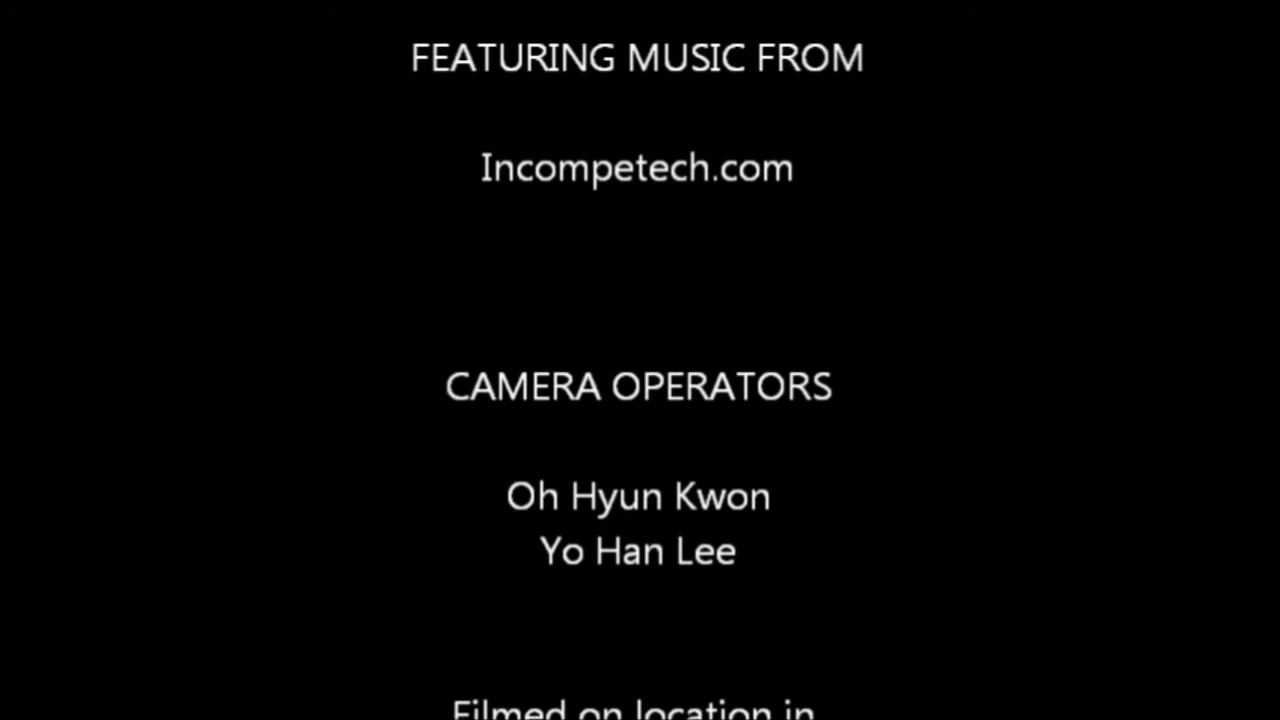 FEATURING MUSIC FROM
Incompetech.com
CAMERA OPERATORS
Oh Hyun Kwon
Yo Han Lee
Filmed on location in